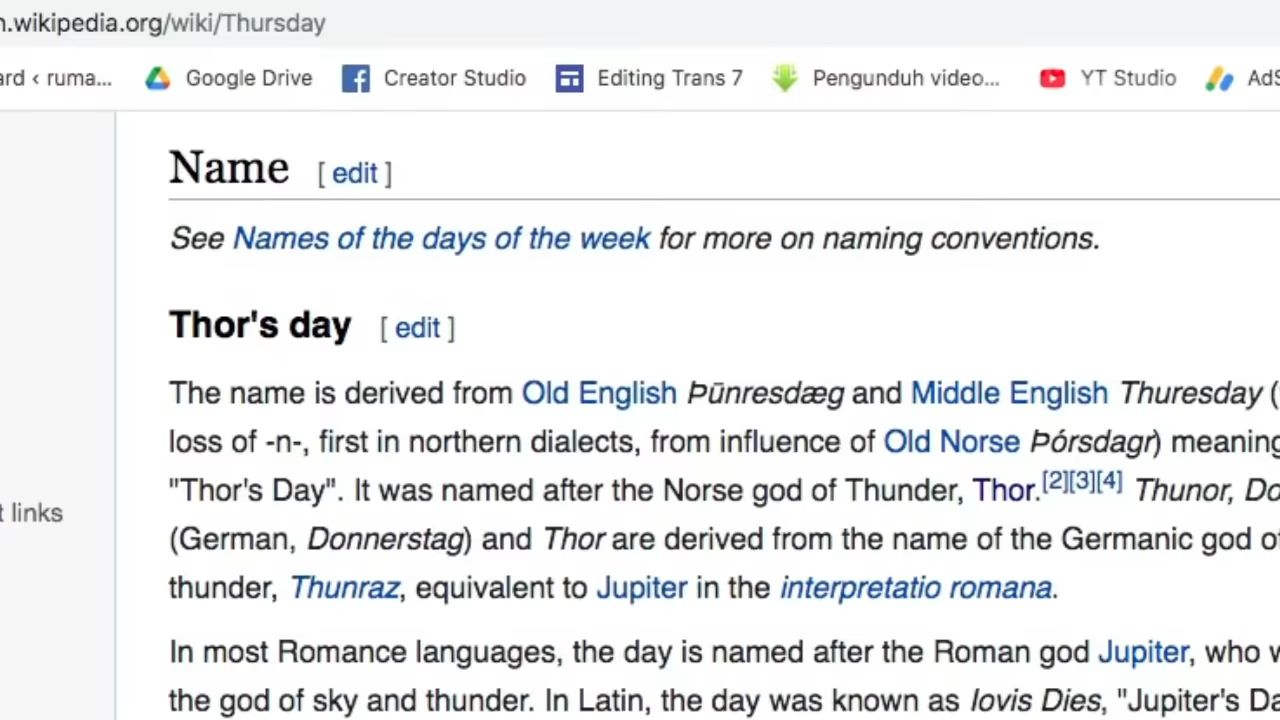 n.wikipedia.org/wiki/Thursday
ard ‹ ruma... Google Drive Creator Studio Editing Trans 7 Pengunduh video... YT Studio AdS
Name [ edit ]
See Names of the days of the week for more on naming conventions.
Thor's day [ edit ]
The name is derived from Old English Þūnresdæg and Middle English Thuresday (
loss of -n-, first in northern dialects, from influence of Old Norse Þórsdagr) meaning
"Thor's Day". It was named after the Norse god of Thunder, Thor.[2][3][4] Thunor, Do
t links
(German, Donnerstag) and Thor are derived from the name of the Germanic god of
thunder, Thunraz, equivalent to Jupiter in the interpretatio romana.
In most Romance languages, the day is named after the Roman god Jupiter, who w
the god of sky and thunder. In Latin, the day was known as Iovis Dies, "Jupiter's Da